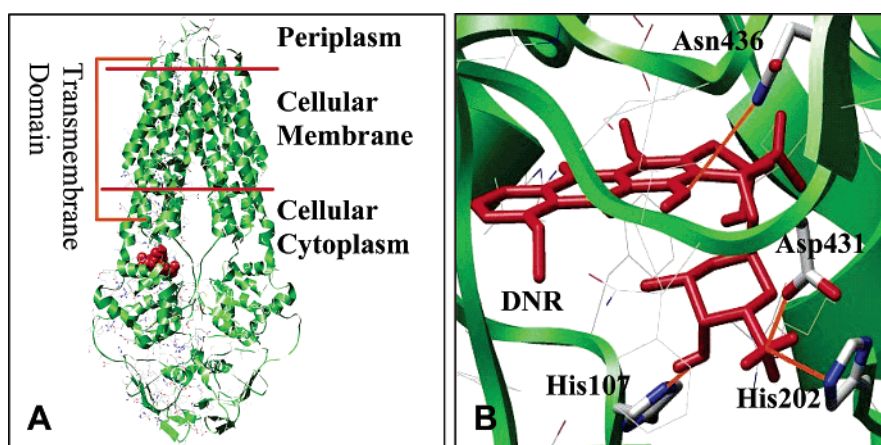 Periplasm
Transmembrane
Domain
Cellular
Membrane
Cellular
Cytoplasm
A
Asn436
Asp431
DNR
His107
His202
B